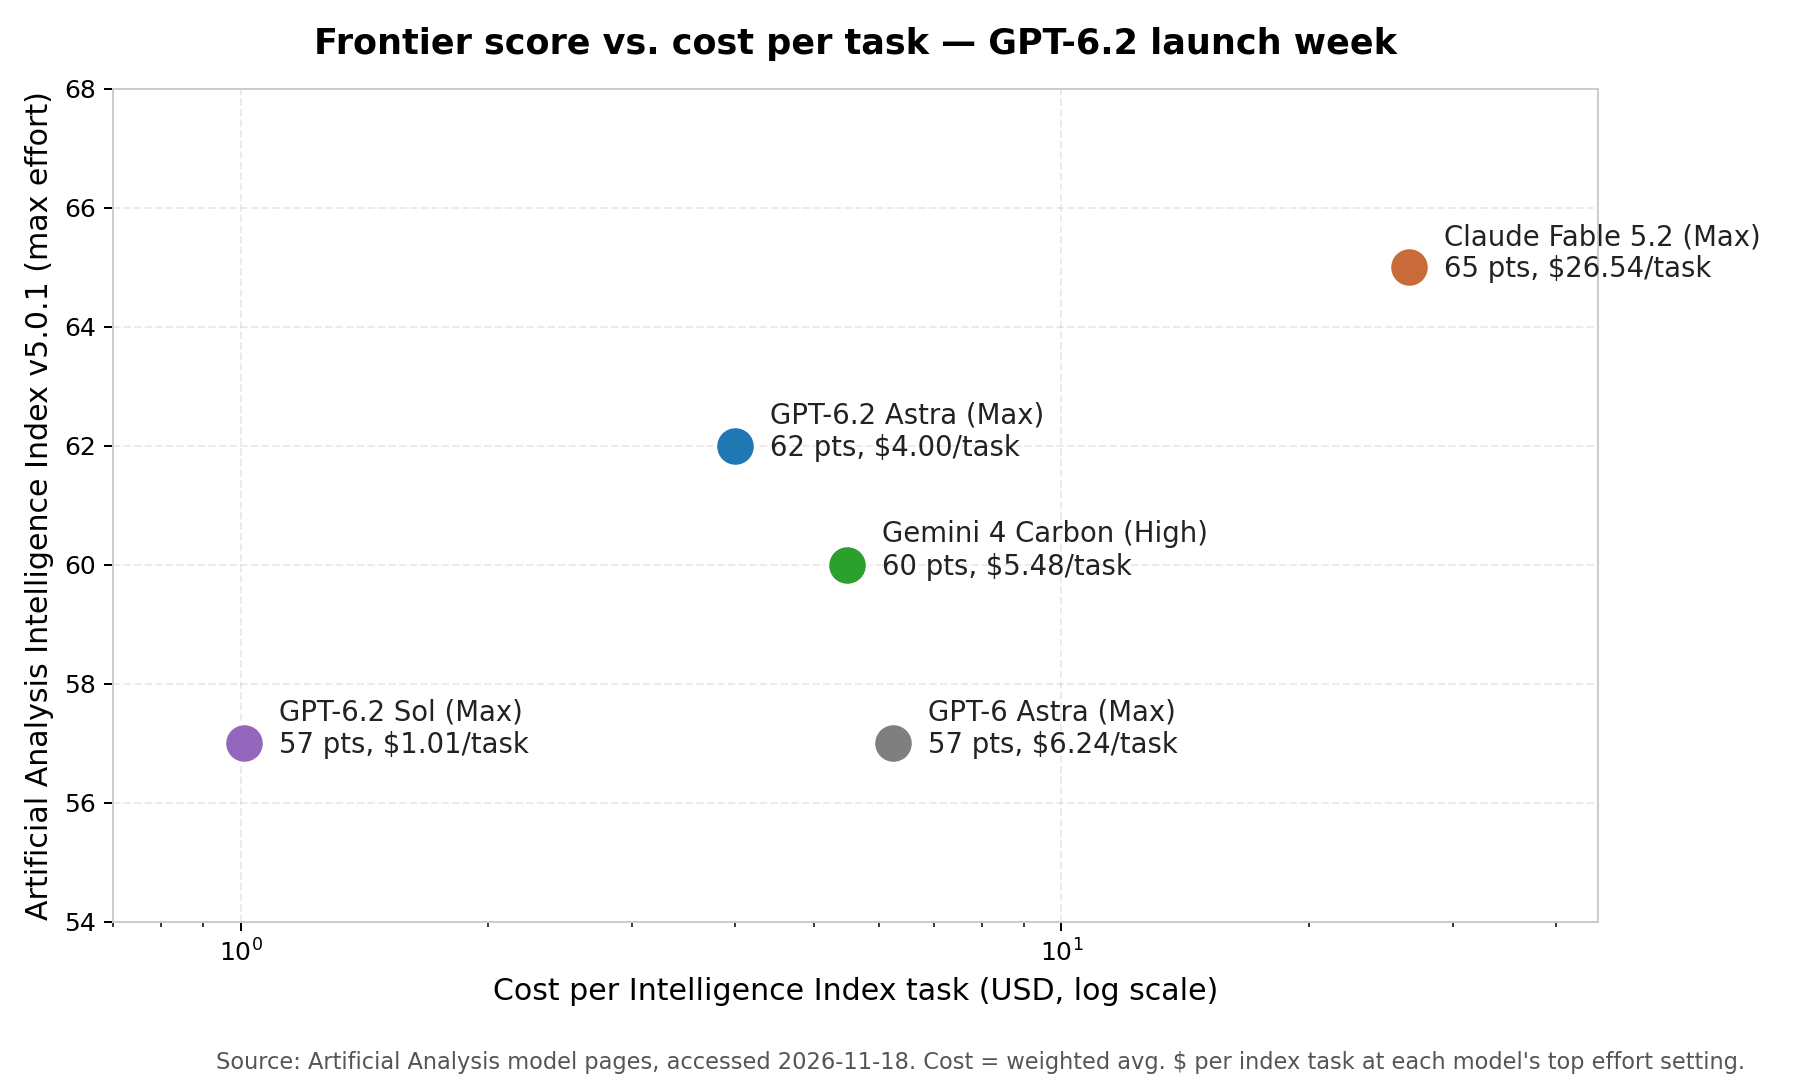 Frontier score vs. cost per task — GPT-6.2 launch week
Artificial Analysis Intelligence Index v5.0.1 (max effort)
68
66
64
62
60
58
56
54
Claude Fable 5.2 (Max)
65 pts, $26.54/task
GPT-6.2 Astra (Max)
62 pts, $4.00/task
Gemini 4 Carbon (High)
60 pts, $5.48/task
GPT-6.2 Sol (Max)
57 pts, $1.01/task
GPT-6 Astra (Max)
57 pts, $6.24/task
10⁰
10¹
Cost per Intelligence Index task (USD, log scale)
Source: Artificial Analysis model pages, accessed 2026-11-18. Cost = weighted avg. $ per index task at each model's top effort setting.